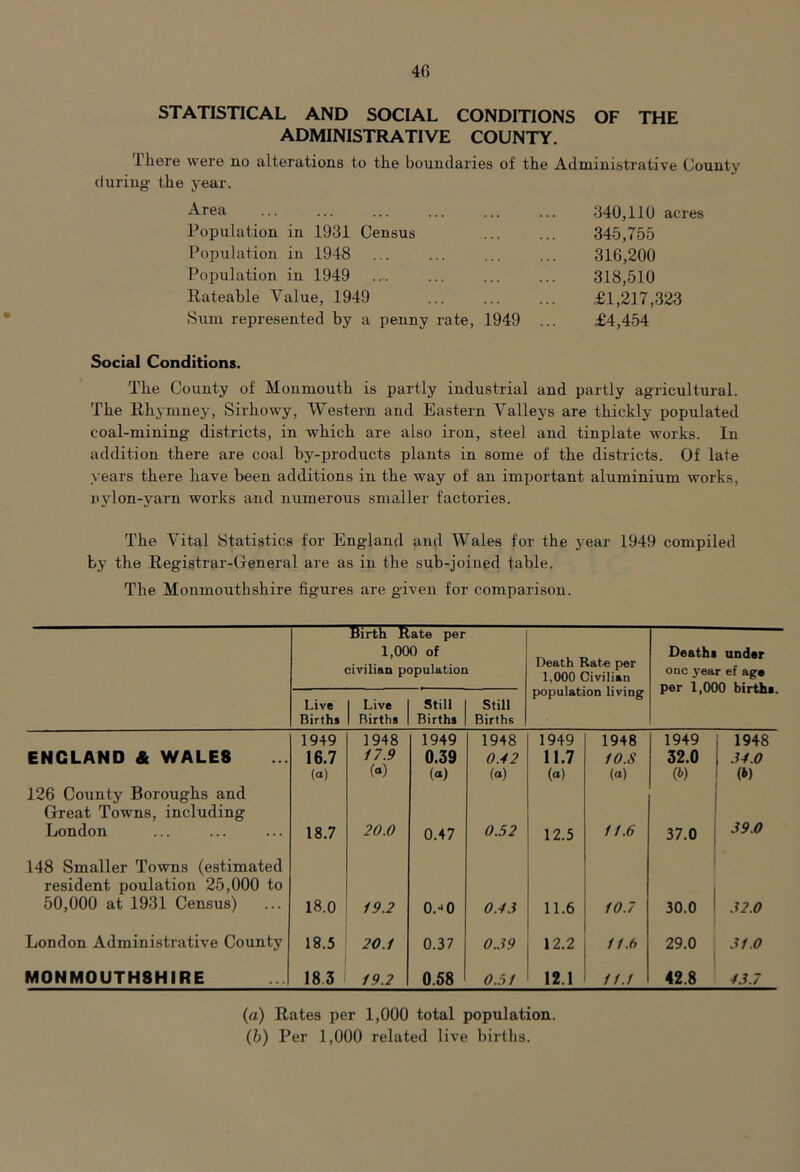 46
STATISTICAL AND SOCIAL CONDITIONS OF THE
ADMINISTRATIVE COUNTY.
There were no alterations to the boundaries of the Administrative County
during the year.
Area ... ... ... ... ... ... 340,110 acres
Population in 1931 Census ... ... 345,755
Population in 1948 ... ... ... ... 316,200
Population in 1949 ... ... ... ... 318,510
Rateable Value, 1949 ... ... ... £1,217,323
Sum represented by a penny rate, 1949 ... £4,454
Social Conditions.
The County of Monmouth is partly industrial and partly agricultural.
The Rhymney, Sirhowy, Western and Eastern Valleys are thickly populated
coal-mining districts, in which are also iron, steel and tinplate works. In
addition there are coal by-products plants in some of the districts. Of late
years there have been additions in the way of an important aluminium works,
nylon-yarn works and numerous smaller factories.
The Vital Statistics for England and Wales for the year 1949 compiled
by the Registrar-General are as in the sub-joined table.
The Monmouthshire figures are given for comparison.
Birth Rate per
1,000 of
civilian population
Death Rate per
1,000 Civilian
population living
Deaths under
one year ef age
per 1,000 births.
Live Births Live Births Still Births Still Births
1949 1948 1949 1948 1949 1948 1949 1948
ENGLAND & WALES ... 16.7 17.9 0.39 0.42 11.7 10.8 32.0 34.0
(a) (a) (a) (a) (a) (a) (b) (b)
126 County Boroughs and
Great Towns, including
London ... ... ... 18.7 20.0 0.47 0.52 12.5 11.6 37.0 39.0
148 Smaller Towns (estimated
resident poulation 25,000 to
50,000 at 1931 Census) ... 18.0 19.2 0.40 0.43 11.6 10.7 30.0 32.0
London Administrative County 18.5 20.1 0.37 0.39 12.2 11.6 29.0 31.0
MONMOUTHSHIRE ... 18.3 19.2 0.58 0.51 12.1 11.1 42.8 43.7
(a) Rates per 1,000 total population.
(b) Per 1,000 related live births.